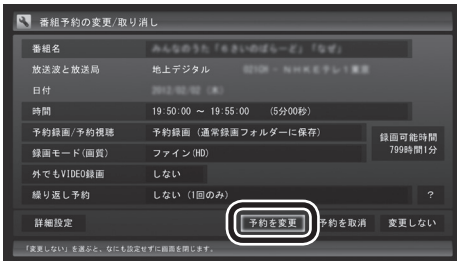 番組予約の変更/取り消し
番組名
放送波と放送局 地上デジタル
日付
時間 19:50:00 ～ 19:55:00 (5分00秒)
予約録画/予約視聴 予約録画（通常録画フォルダーに保存）
録画可能時間
799時間1分
録画モード(画質) ファイン(HD)
外でもVIDEO録画 しない
繰り返し予約 しない（1回のみ） ?
詳細設定 予約を変更 予約を取消 変更しない
「変更しない」を選ぶと、なにも設定せずに画面を閉じます。